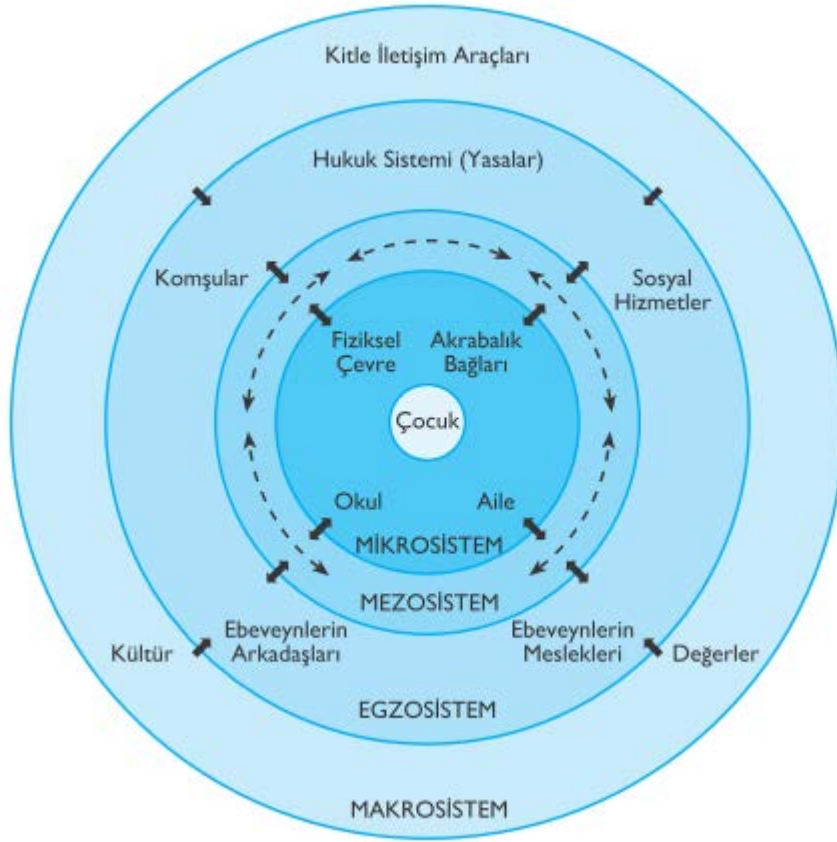 Kitle İletişim Araçları
Hukuk Sistemi (Yasalar)
Komşular
Sosyal
Hizmetler
Fiziksel
Çevre
Akrabalık
Bağları
Çocuk
Okul
Aile
MİKROSİSTEM
MEZOSİSTEM
Kültür
Ebeveynlerin
Arkadaşları
Ebeveynlerin
Meslekleri
Değerler
EGZOSİSTEM
MAKROSİSTEM